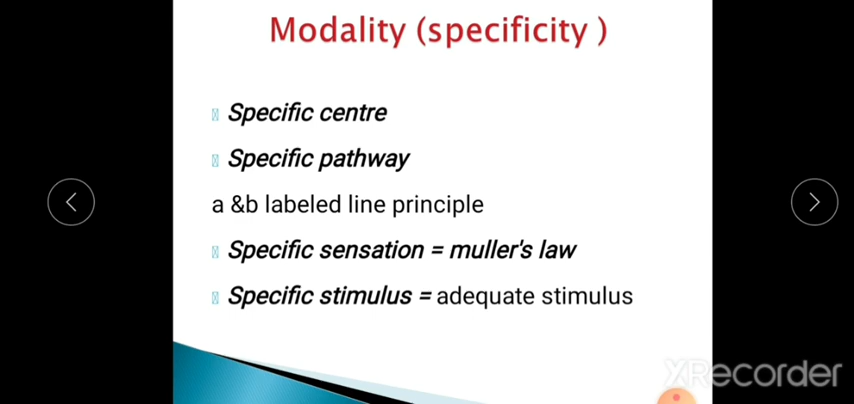 Modality (specificity )
Specific centre
Specific pathway
a &b labeled line principle
Specific sensation = muller's law
Specific stimulus = adequate stimulus
XRecorder